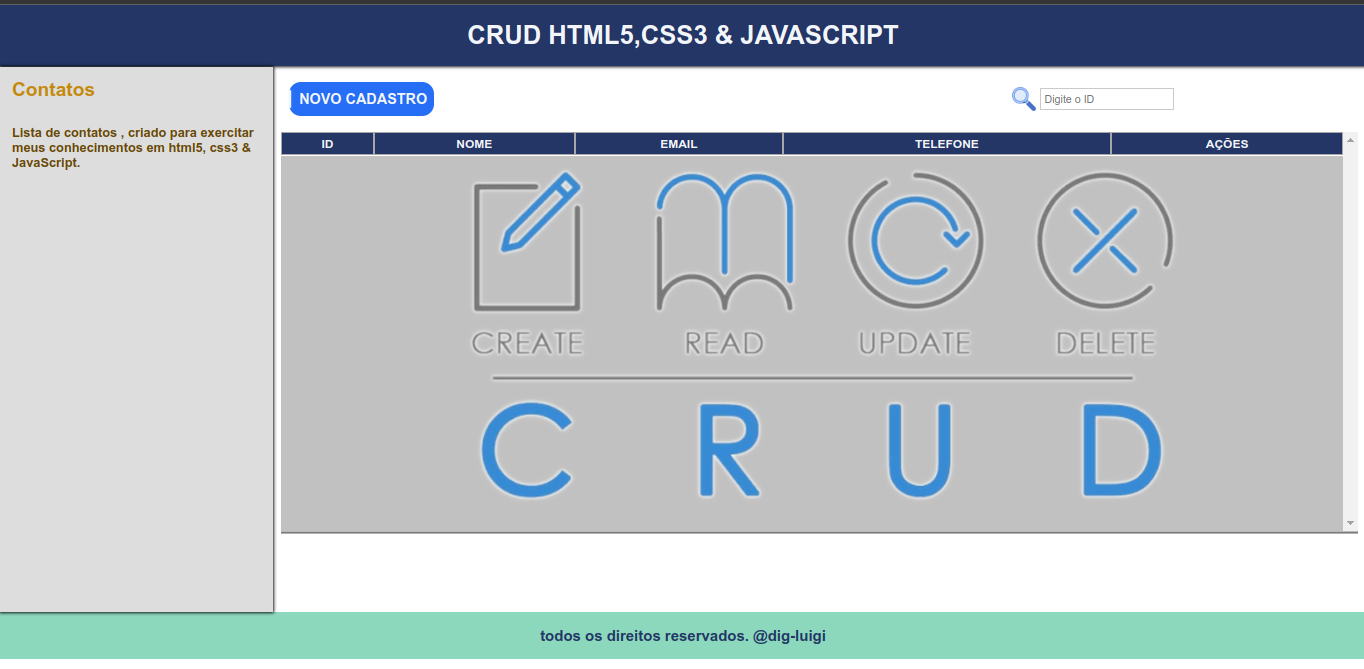 CRUD HTML5,CSS3 & JAVASCRIPT
Contatos
Lista de contatos , criado para exercitar
meus conhecimentos em html5, css3 &
JavaScript.
NOVO CADASTRO
Digite o ID
ID NOME EMAIL TELEFONE AÇÕES
CREATE READ UPDATE DELETE
C R U D
todos os direitos resevados. @dig-luigi